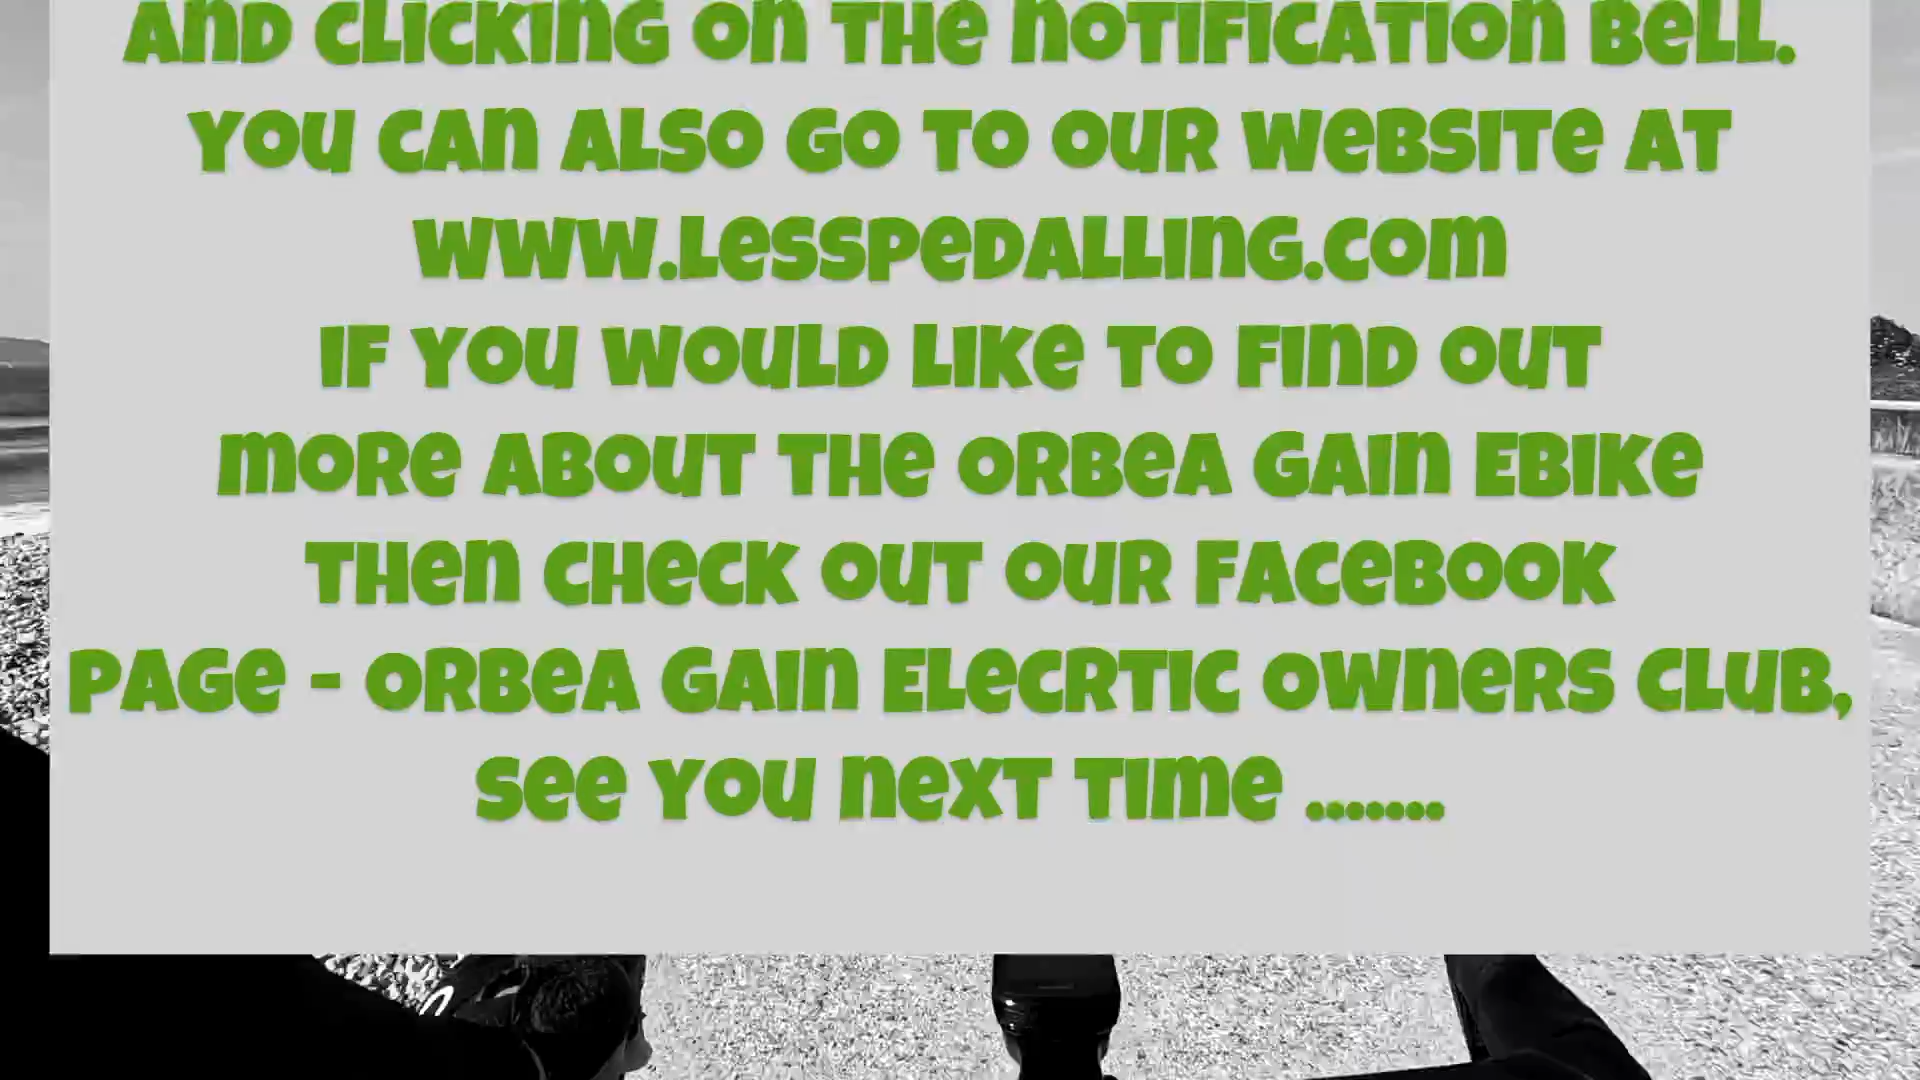 AND CLICKING ON THE NOTIFICATION BELL.
YOU CAN ALSO GO TO OUR WEBSITE AT
WWW.LESSPEDALLING.COM
IF YOU WOULD LIKE TO FIND OUT
MORE ABOUT THE ORBEA GAIN EBIKE
THEN CHECK OUT OUR FACEBOOK
PAGE - ORBEA GAIN ELECRTIC OWNERS CLUB,
SEE YOU NEXT TIME .......